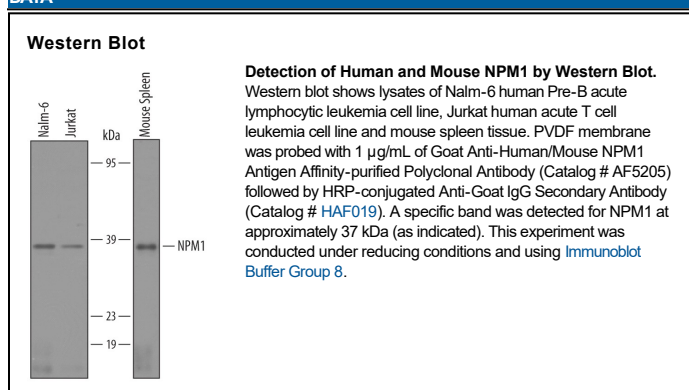 DATA
Western Blot
Nalm-6
Jurkat
Mouse Spleen
kDa
95
39
NPM1
23
19
Detection of Human and Mouse NPM1 by Western Blot.
Western blot shows lysates of Nalm-6 human Pre-B acute
lymphocytic leukemia cell line, Jurkat human acute T cell
leukemia cell line and mouse spleen tissue. PVDF membrane
was probed with 1 µg/mL of Goat Anti-Human/Mouse NPM1
Antigen Affinity-purified Polyclonal Antibody (Catalog # AF5205)
followed by HRP-conjugated Anti-Goat IgG Secondary Antibody
(Catalog # HAF019). A specific band was detected for NPM1 at
approximately 37 kDa (as indicated). This experiment was
conducted under reducing conditions and using Immunoblot
Buffer Group 8.